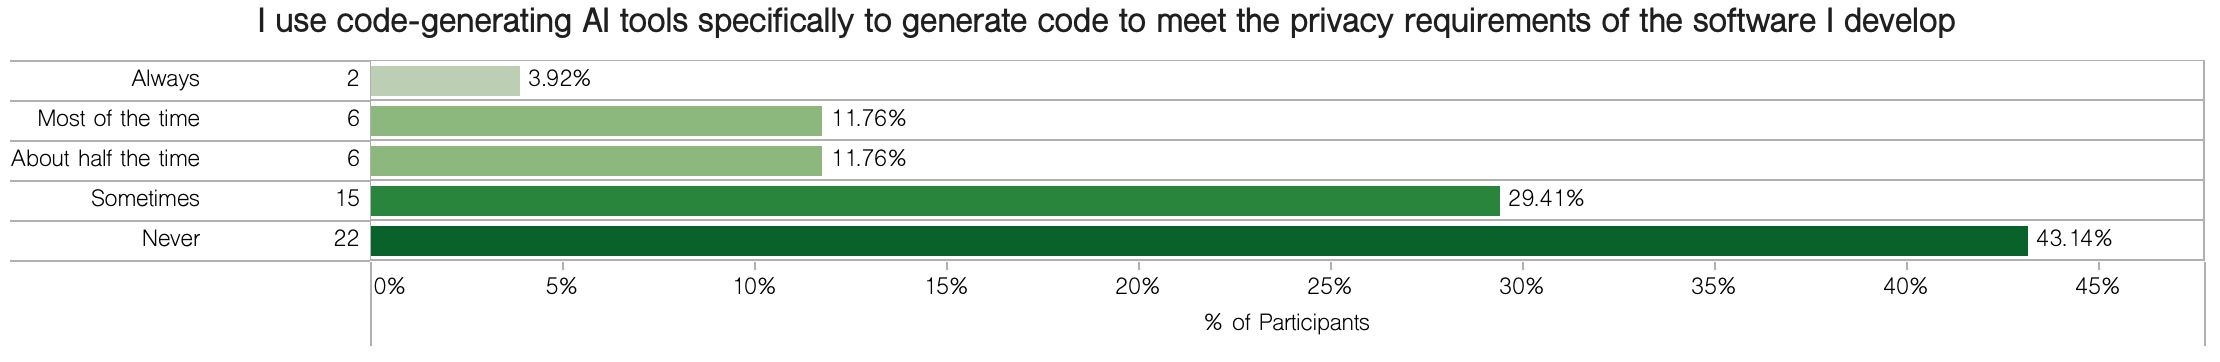 I use code-generating AI tools specifically to generate code to meet the privacy requirements of the software I develop
Always 2 3.92%
Most of the time 6 11.76%
About half the time 6 11.76%
Sometimes 15 29.41%
Never 22 43.14%
0% 5% 10% 15% 20% 25% 30% 35% 40% 45%
% of Participants